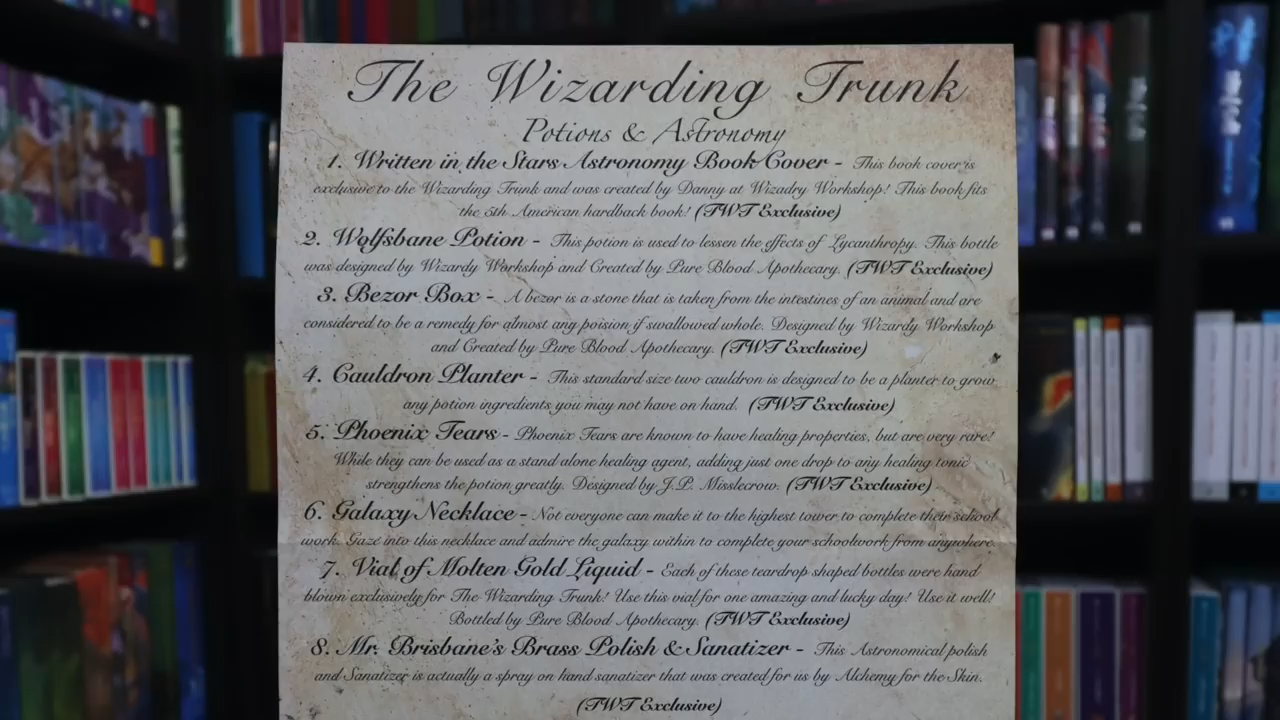 The Wizarding Trunk
Potions & Astronomy
1. Written in the Stars Astronomy Book Cover - This book cover is
exclusive to the Wizarding Trunk and was created by Danny at Wizadry Workshop! This book fits
the 5th American hardback book! (TWT Exclusive)
2. Wolfsbane Potion - This potion is used to lessen the effects of Lycanthropy. This bottle
was designed by Wizardy Workshop and Created by Pure Blood Apothecary. (TWT Exclusive)
3. Bezor Box - A bezor is a stone that is taken from the intestines of an animal and are
considered to be a remedy for almost any poision if swallowed whole. Designed by Wizardy Workshop
and Created by Pure Blood Apothecary. (TWT Exclusive)
4. Cauldron Planter - This standard size two cauldron is designed to be a planter to grow
any potion ingredients you may not have on hand. (TWT Exclusive)
5. Phoenix Tears - Phoenix Tears are known to have healing properties, but are very rare!
While they can be used as a stand alone healing agent, adding just one drop to any healing tonic
strengthens the potion greatly. Designed by J.P. Misslecrow. (TWT Exclusive)
6. Galaxy Necklace - Not everyone can make it to the highest tower to complete their school
work. Gaze into this necklace and admire the galaxy within to complete your schoolwork from anywhere.
7. Vial of Molten Gold Liquid - Each of these teardrop shaped bottles were hand
blown exclusively for The Wizarding Trunk! Use this vial for one amazing and lucky day! Use it well!
Bottled by Pure Blood Apothecary. (TWT Exclusive)
8. Mr. Brisbane's Brass Polish & Sanatizer - This Astronomical polish
and Sanatizer is actually a spray on hand sanatizer that was created for us by Alchemy for the Skin.
(TWT Exclusive)